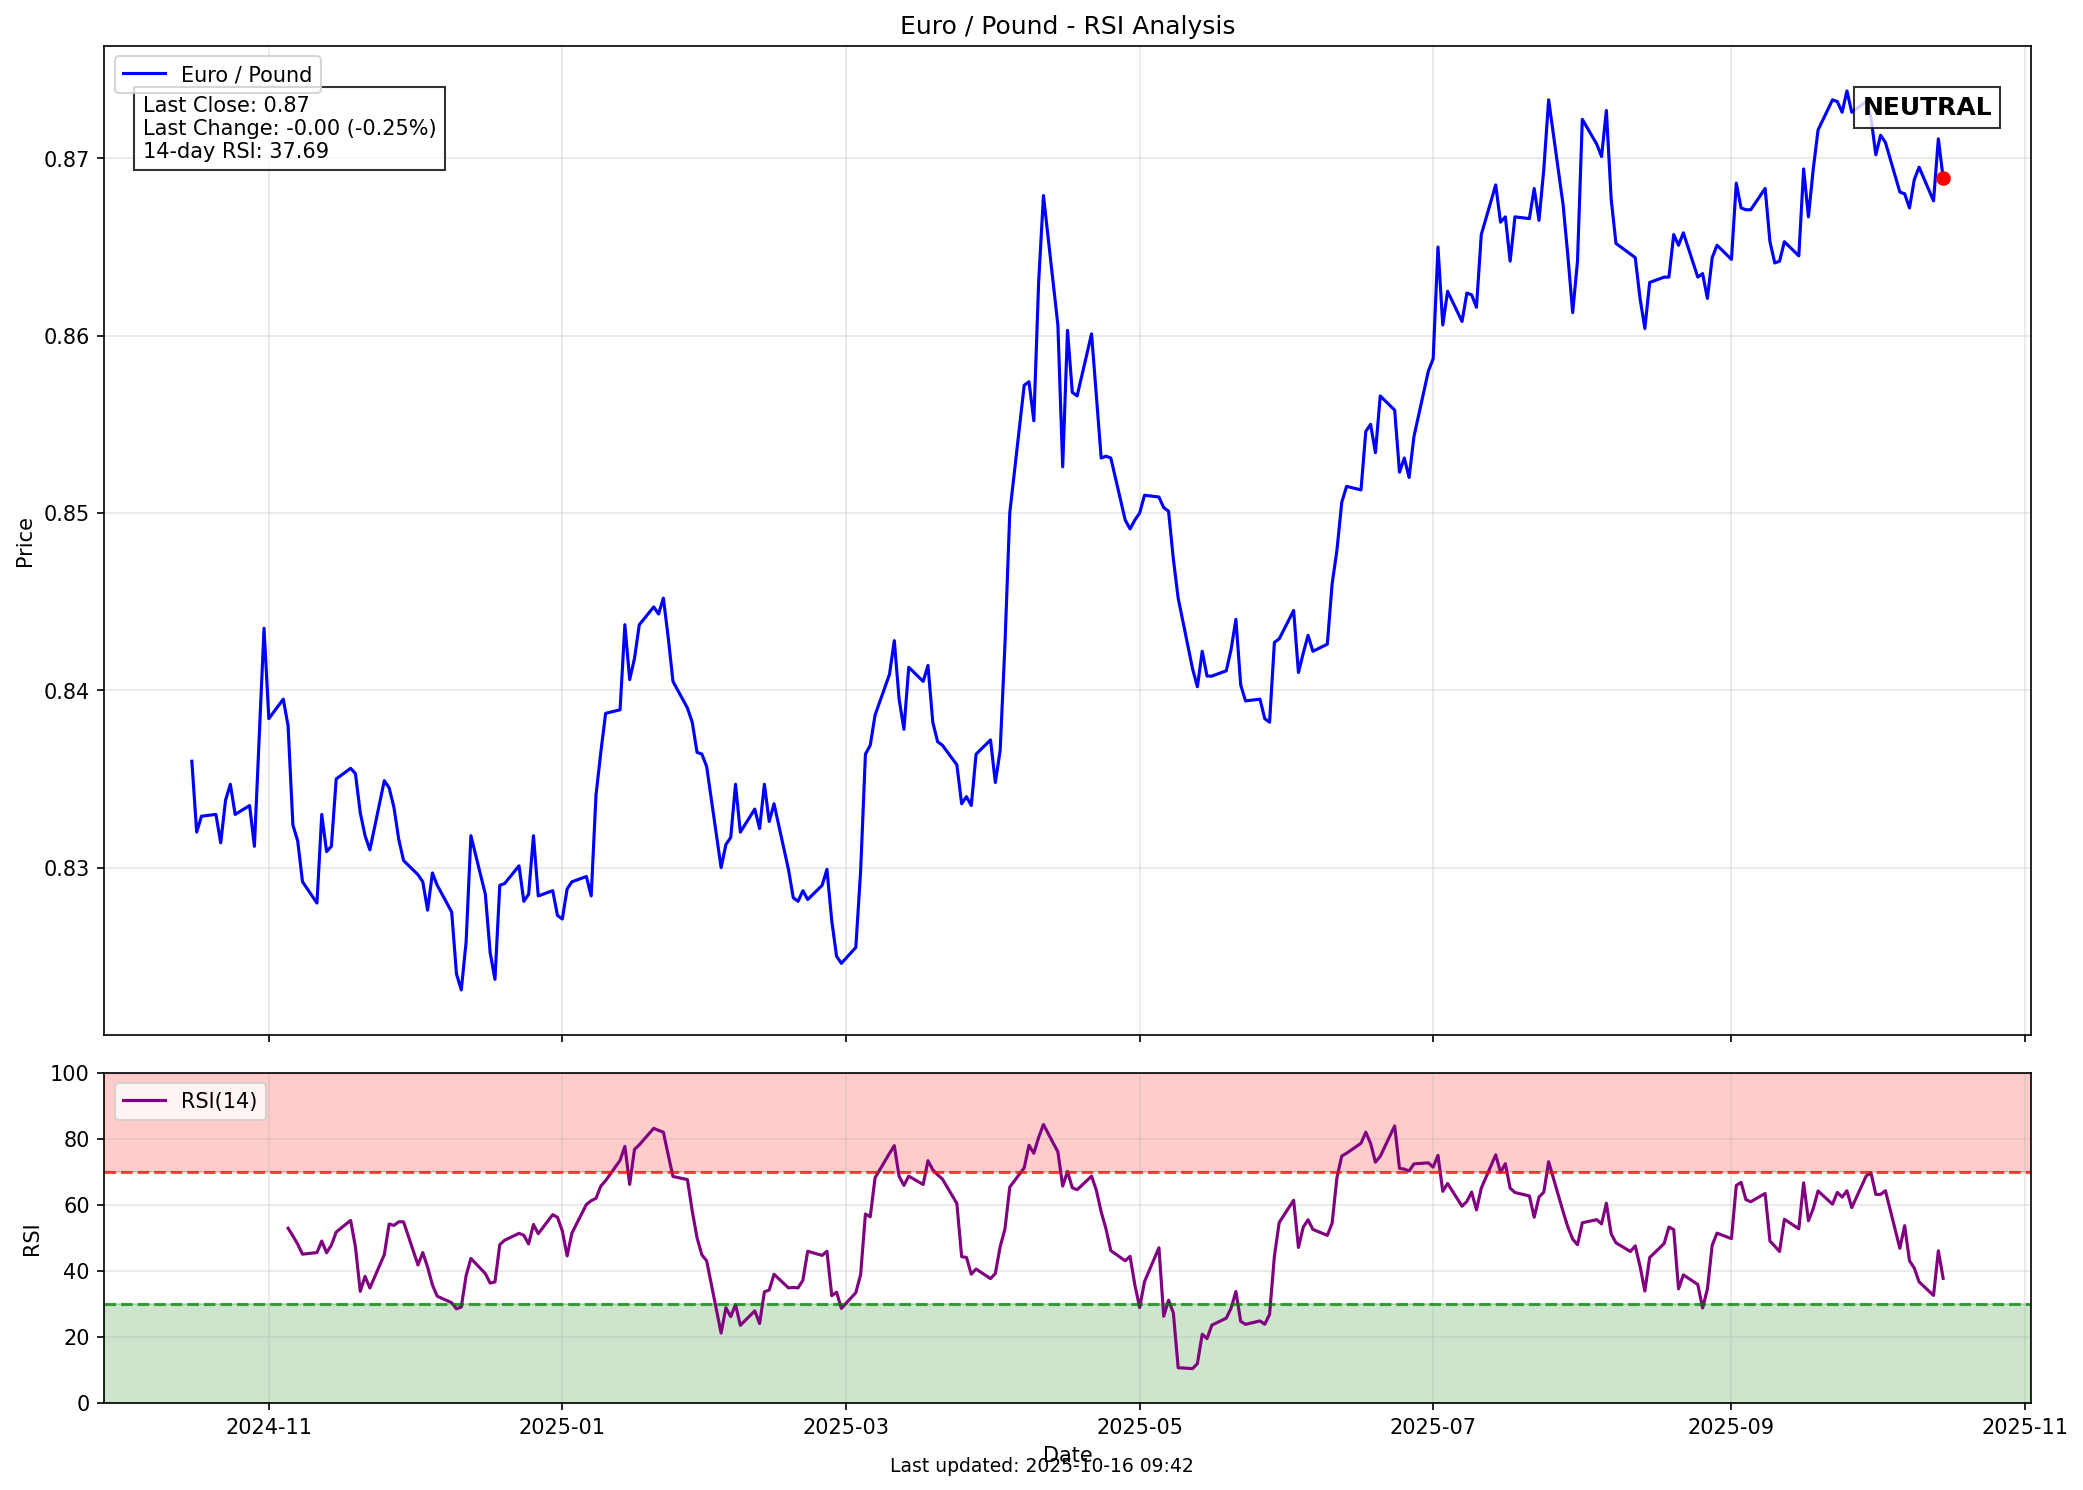 Euro / Pound - RSI Analysis
Euro / Pound
Last Close: 0.87
Last Change: -0.00 (-0.25%)
14-day RSI: 37.69
NEUTRAL
Price
0.87
0.86
0.85
0.84
0.83
RSI(14)
RSI
100
80
60
40
20
0
2024-11
2025-01
2025-03
2025-05
2025-07
2025-09
2025-11
Date
Last updated: 2025-10-16 09:42